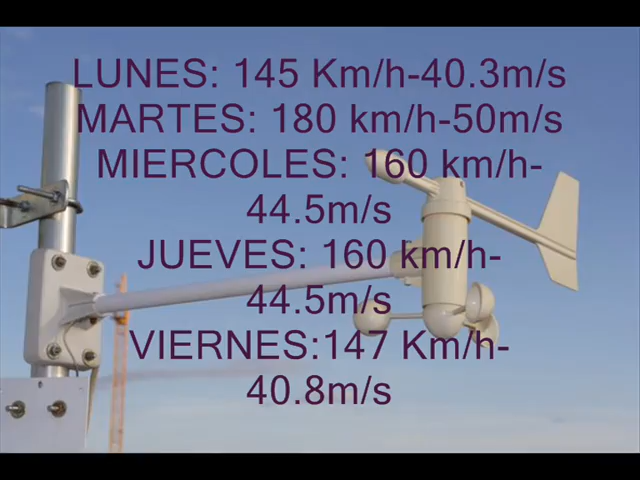 LUNES: 145 Km/h-40.3m/s
MARTES: 180 km/h-50m/s
MIERCOLES: 160 km/h-
44.5m/s
JUEVES: 160 km/h-
44.5m/s
VIERNES:147 Km/h-
40.8m/s